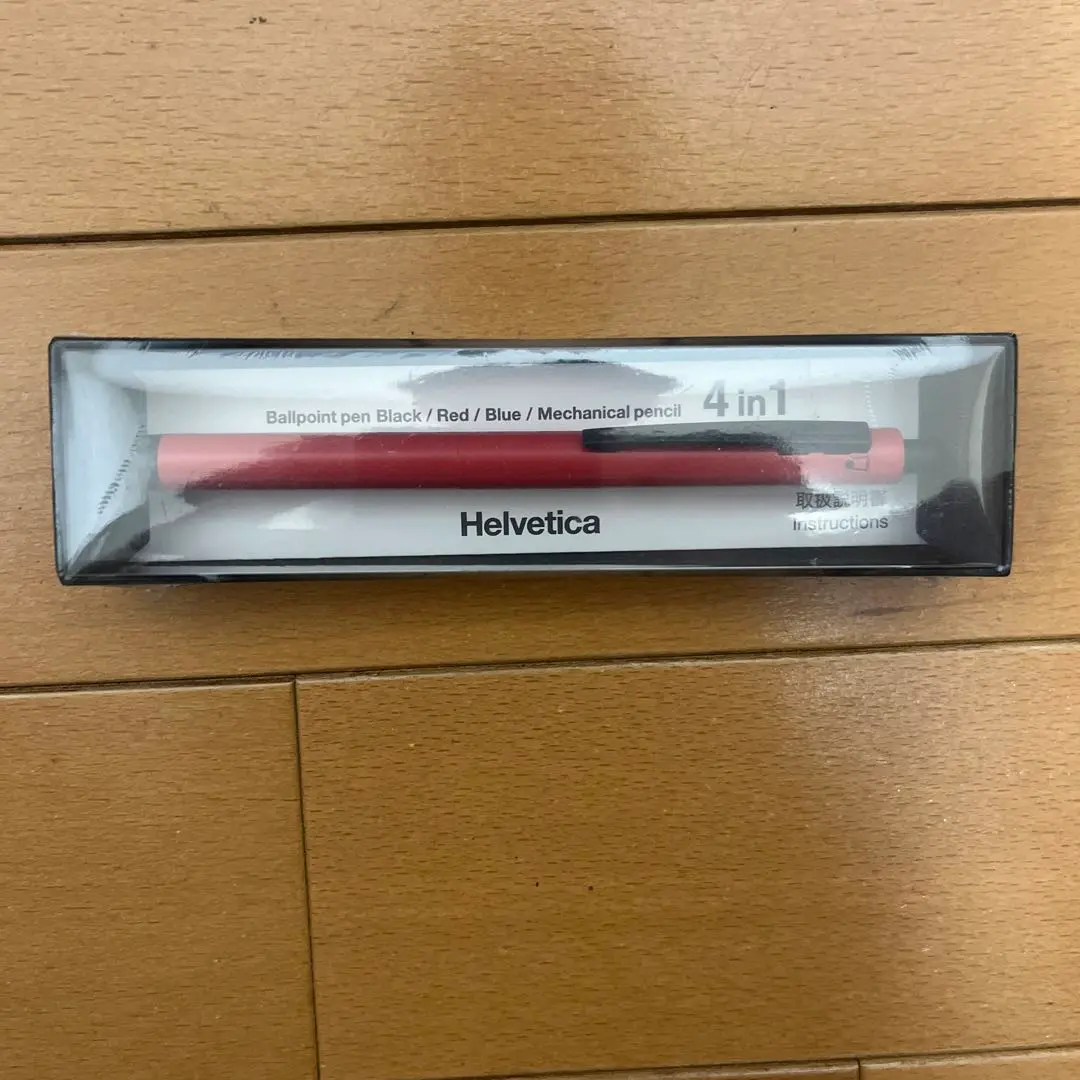 Ballpoint pen Black / Red / Blue / Mechanical pencil 4 in 1
Helvetica
取扱説明書
Instructions